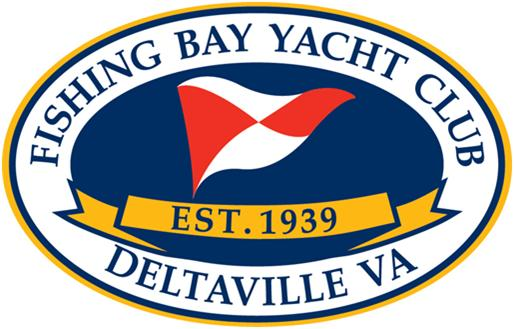 FISHING BAY YACHT CLUB
EST. 1939
DELTAVILLE VA